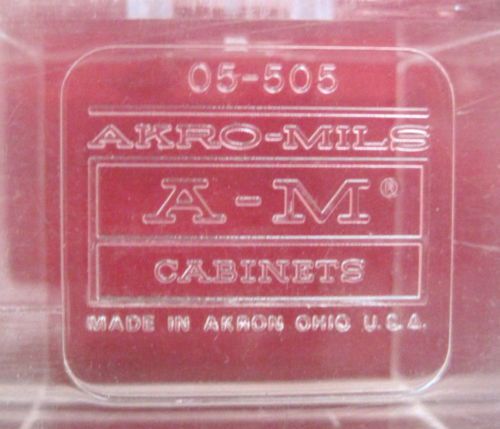 05-505
AKRO-MILS
A-M®
CABINETS
MADE IN AKRON OHIO U.S.A.